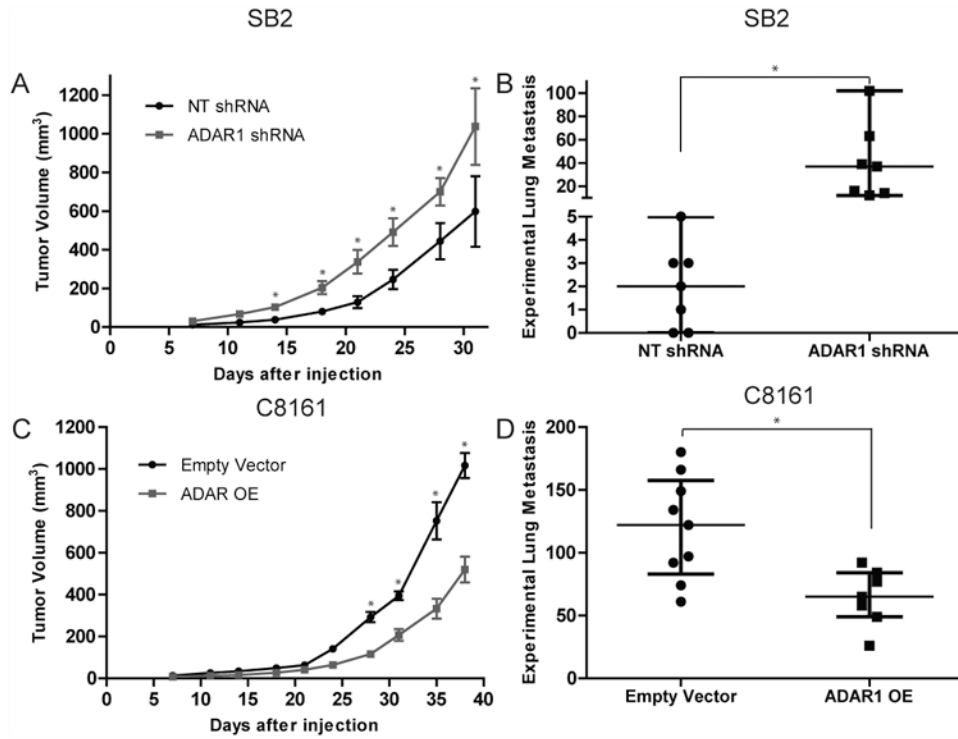 SB2
SB2
A
1200
1000
800
600
400
200
0
NT shRNA
ADAR1 shRNA
*
*
*
*
*
*
*
Tumor Volume (mm³)
0 5 10 15 20 25 30
Days after injection
B
*
100
80
60
40
20
5
4
3
2
1
0
Experimental Lung Metastasis
NT shRNA ADAR1 shRNA
C8161
C8161
C
1200
1000
800
600
400
200
0
Empty Vector
ADAR OE
*
*
*
*
Tumor Volume (mm³)
0 5 10 15 20 25 30 35 40
Days after injection
D
*
200
150
100
50
0
Experimental Lung Metastasis
Empty Vector ADAR1 OE